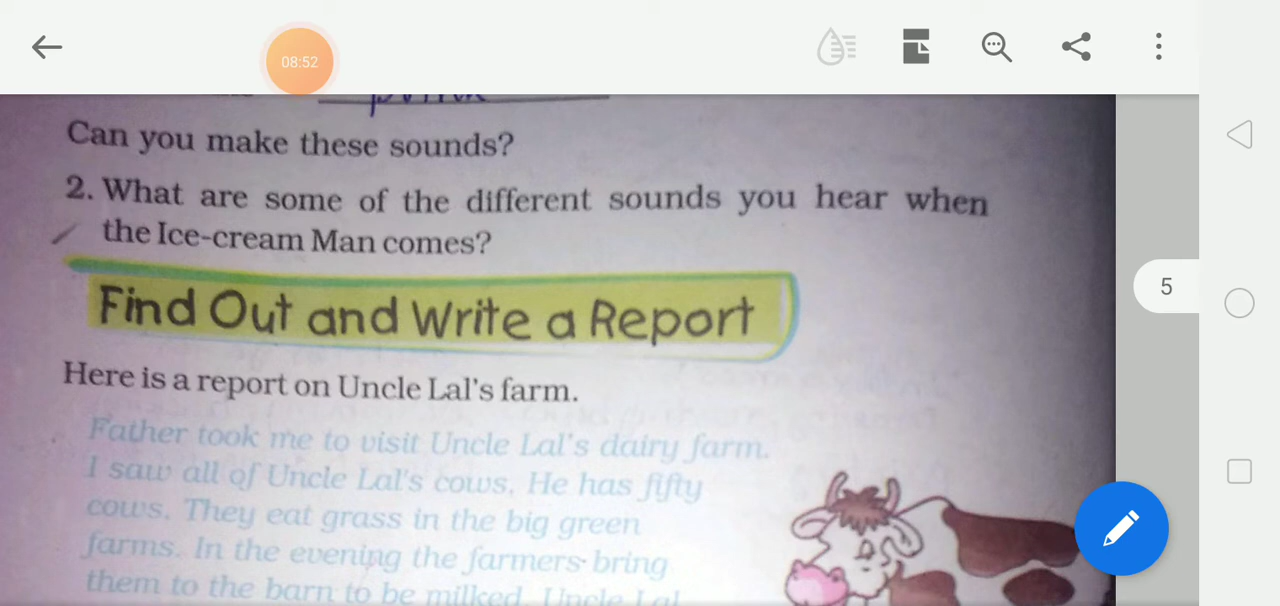 08:52
Can you make these sounds?
2. What are some of the different sounds you hear when
the Ice-cream Man comes?
5
Find Out and Write a Report
Here is a report on Uncle Lal's farm.
Father took me to visit Uncle Lal's dairy farm.
I saw all of Uncle Lal's cows. He has fifty
cows. They eat grass in the big green
farms. In the evening the farmers bring
them to the barn to be milked. Uncle Lal